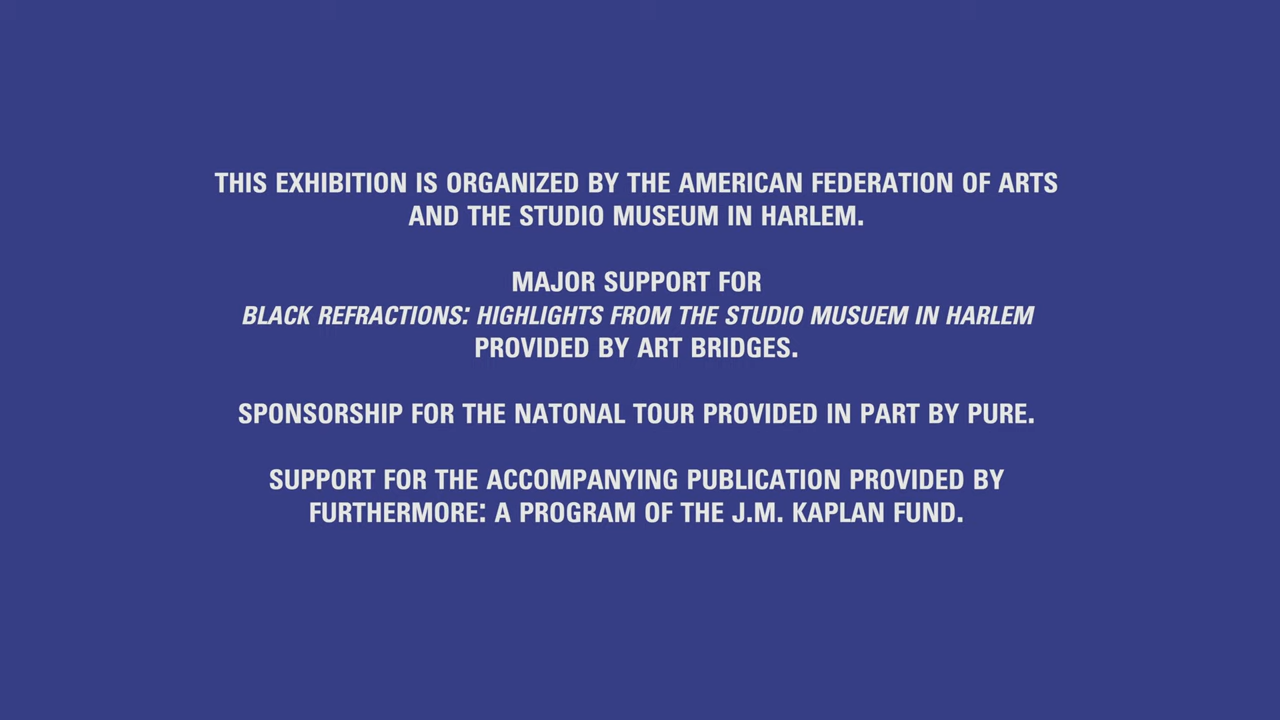 THIS EXHIBITION IS ORGANIZED BY THE AMERICAN FEDERATION OF ARTS
AND THE STUDIO MUSEUM IN HARLEM.
MAJOR SUPPORT FOR
BLACK REFRACTIONS: HIGHLIGHTS FROM THE STUDIO MUSUEM IN HARLEM
PROVIDED BY ART BRIDGES.
SPONSORSHIP FOR THE NATONAL TOUR PROVIDED IN PART BY PURE.
SUPPORT FOR THE ACCOMPANYING PUBLICATION PROVIDED BY
FURTHERMORE: A PROGRAM OF THE J.M. KAPLAN FUND.